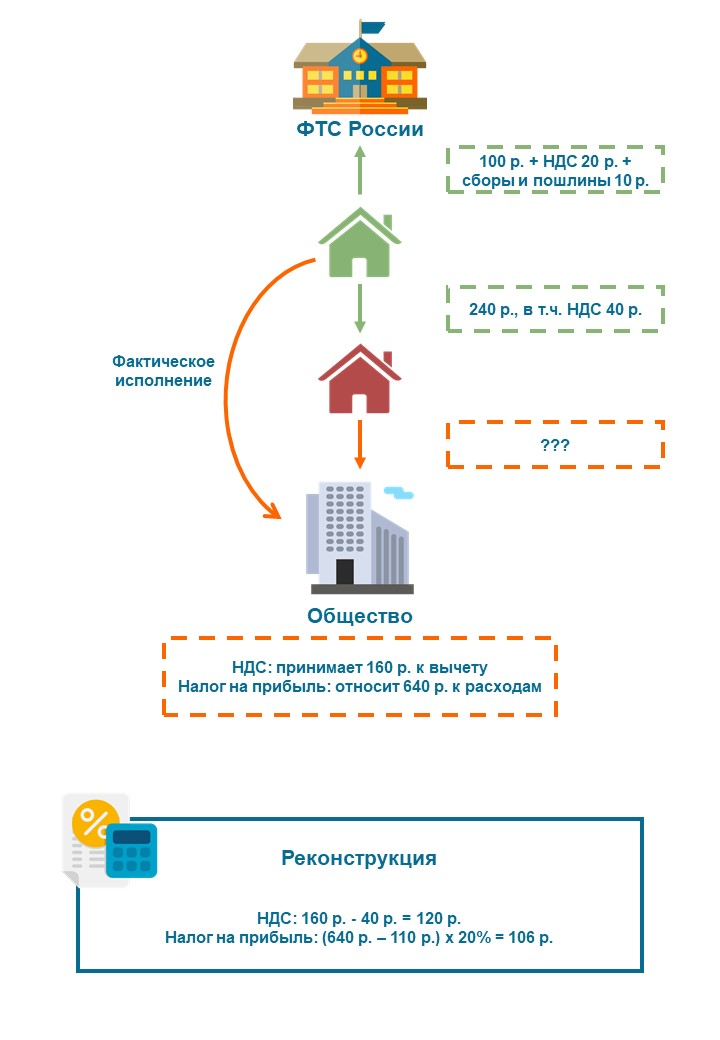 ФТС России
100 р. + НДС 20 р. +
сборы и пошлины 10 р.
240 р., в т.ч. НДС 40 р.
Фактическое
исполнение
???
Общество
НДС: принимает 160 р. к вычету
Налог на прибыль: относит 640 р. к расходам
%
Реконструкция
НДС: 160 р. - 40 р. = 120 р.
Налог на прибыль: (640 р. – 110 р.) х 20% = 106 р.